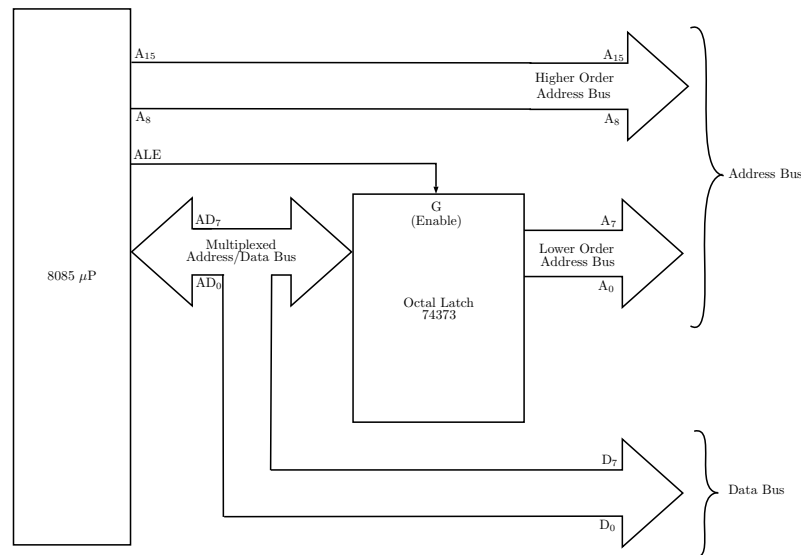 A15
A15
Higher Order
Address Bus
A8
A8
ALE
Address Bus
G
(Enable)
AD7
A7
Multiplexed
Address/Data Bus
Lower Order
Address Bus
8085 μP
AD0
A0
Octal Latch
74373
D7
Data Bus
D0